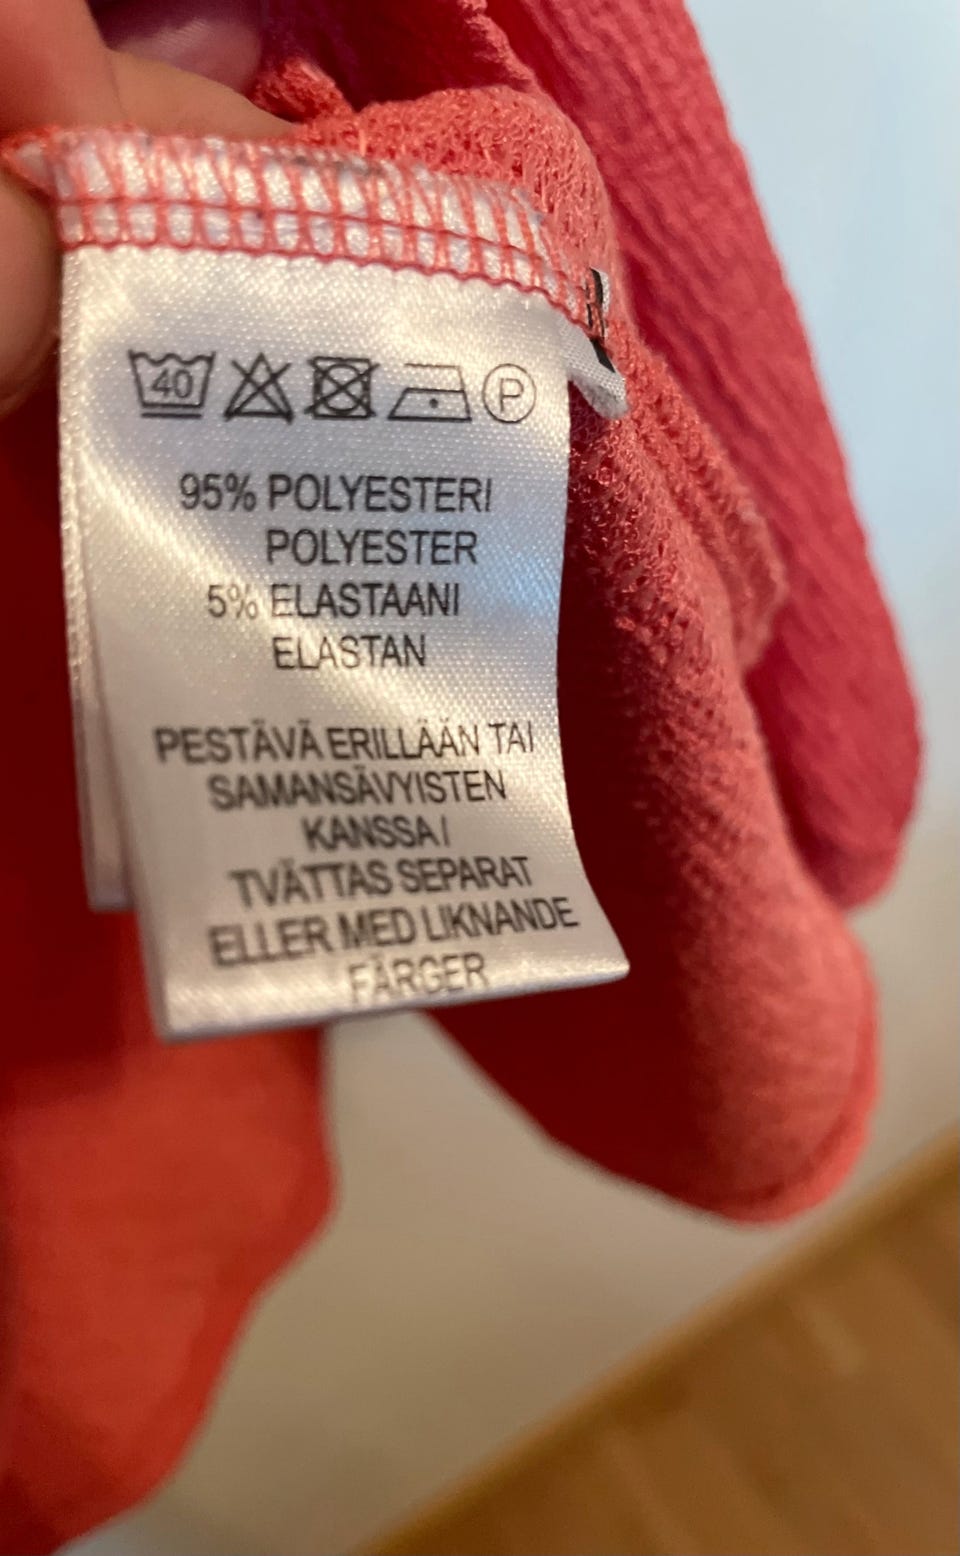 40 P
95% POLYESTERI
POLYESTER
5% ELASTAANI
ELASTAN
PESTÄVÄ ERILLÄÄN TAI
SAMANSÄVYISTEN
KANSSA /
TVÄTTAS SEPARAT
ELLER MED LIKNANDE
FÄRGER